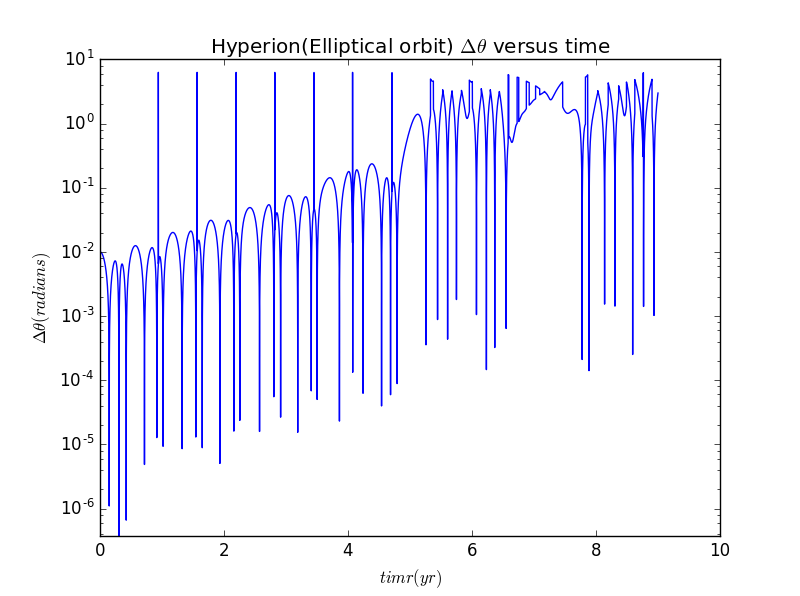 Hyperion(Elliptical orbit) Δθ versus time
10^1
10^0
10^-1
10^-2
10^-3
10^-4
10^-5
10^-6
Δθ(radians)
0 2 4 6 8 10
timr(yr)